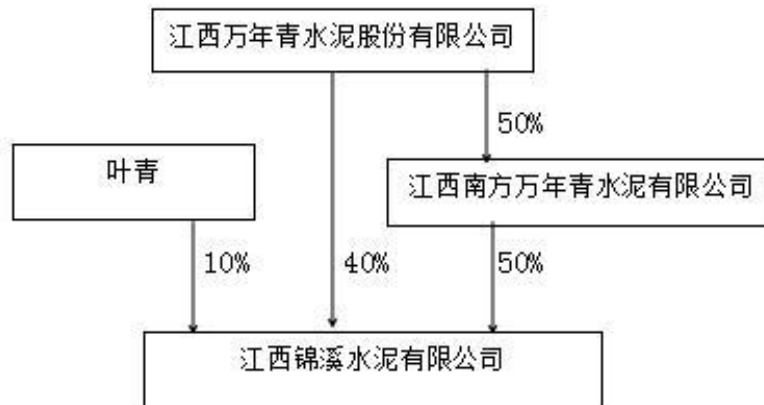 江西万年青水泥股份有限公司
50%
叶青
江西南方万年青水泥有限公司
10%
40%
50%
江西锦溪水泥有限公司